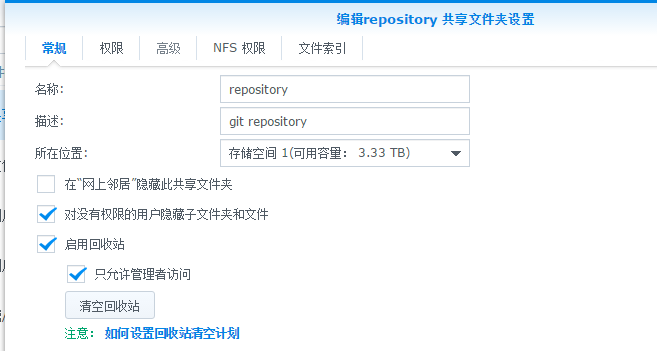 编辑repository 共享文件夹设置
常规 权限 高级 NFS 权限 文件索引
名称： repository
描述： git repository
所在位置： 存储空间 1(可用容量： 3.33 TB)
在“网上邻居”隐藏此共享文件夹
对没有权限的用户隐藏子文件夹和文件
启用回收站
只允许管理者访问
清空回收站
注意： 如何设置回收站清空计划